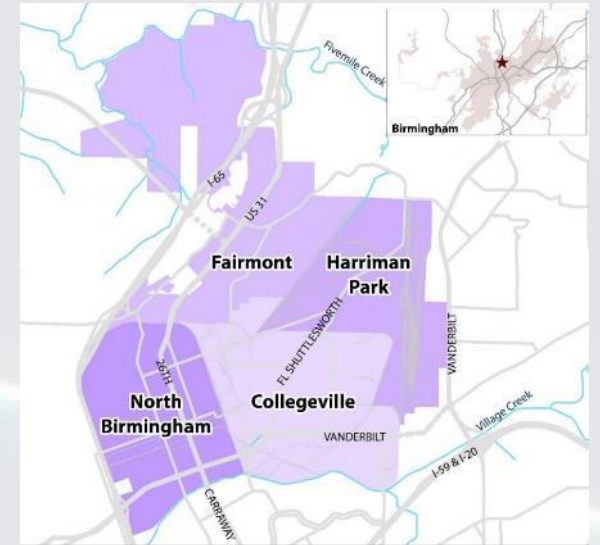 Fivemile Creek
Birmingham
I-65
US 31
Fairmont
Harriman
Park
FL SHUTTLESWORTH
VANDERBILT
26TH
North
Birmingham
Collegeville
VANDERBILT
Village Creek
I-59 & I-20
CARRAWAY